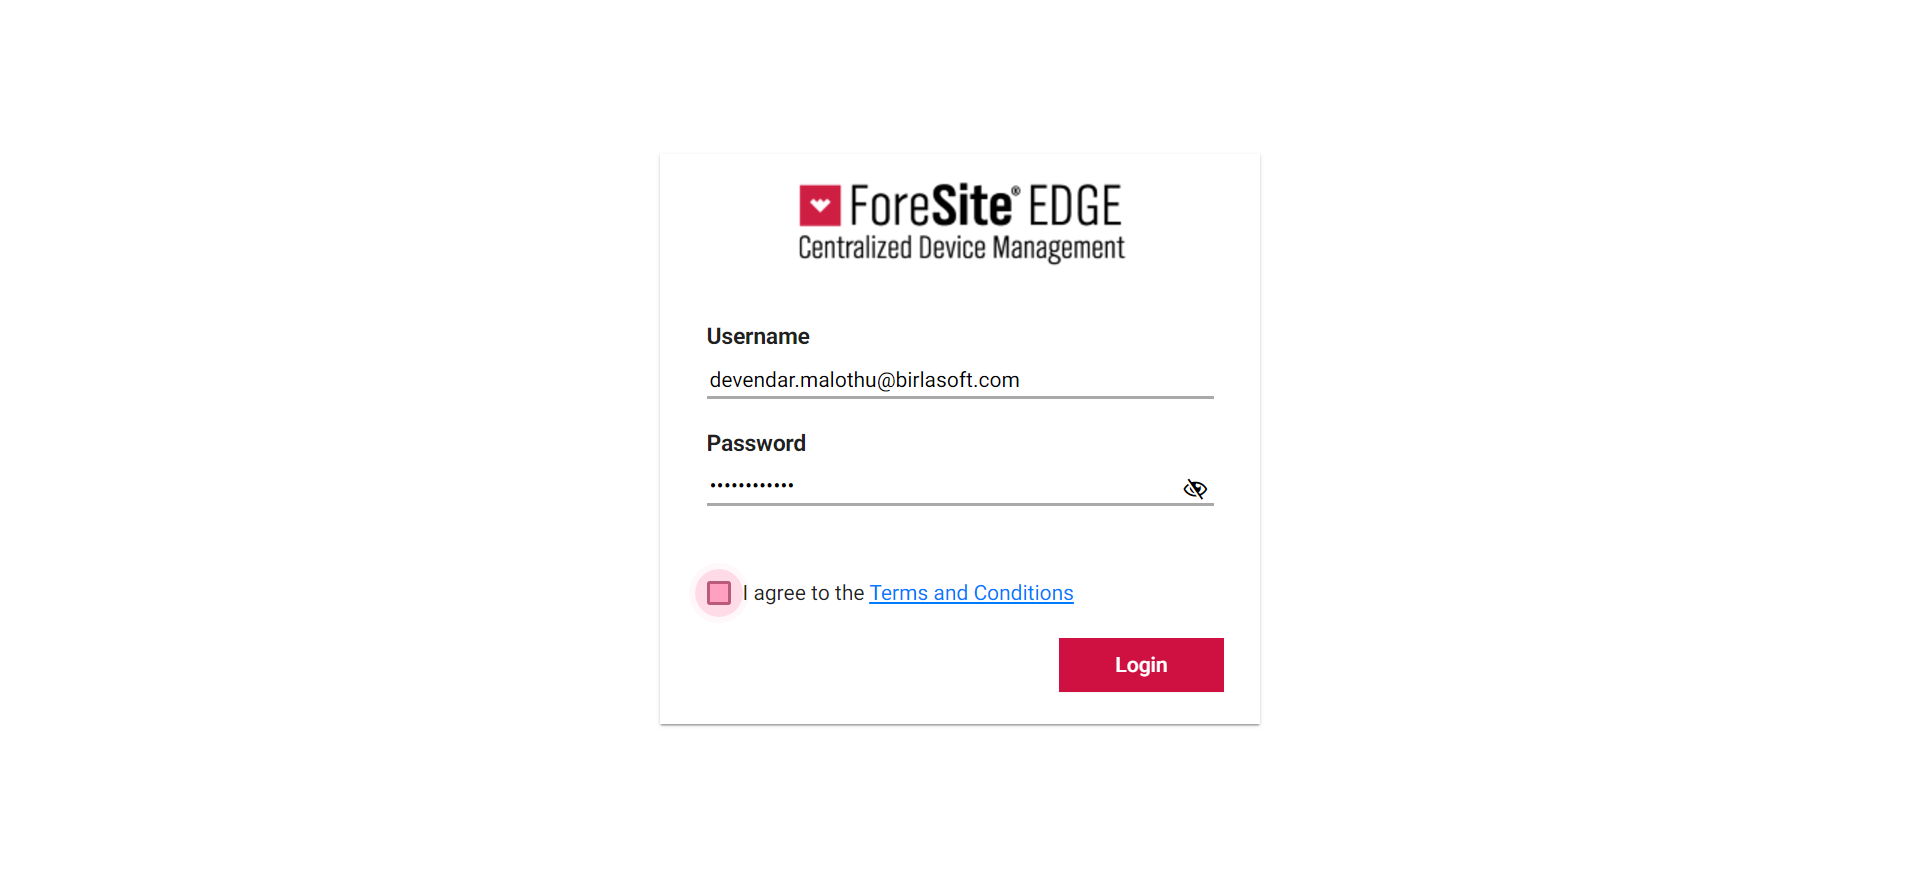 ForeSite® EDGE
Centralized Device Management
Username
devendar.malothu@birlasoft.com
Password
••••••••••••
I agree to the Terms and Conditions
Login